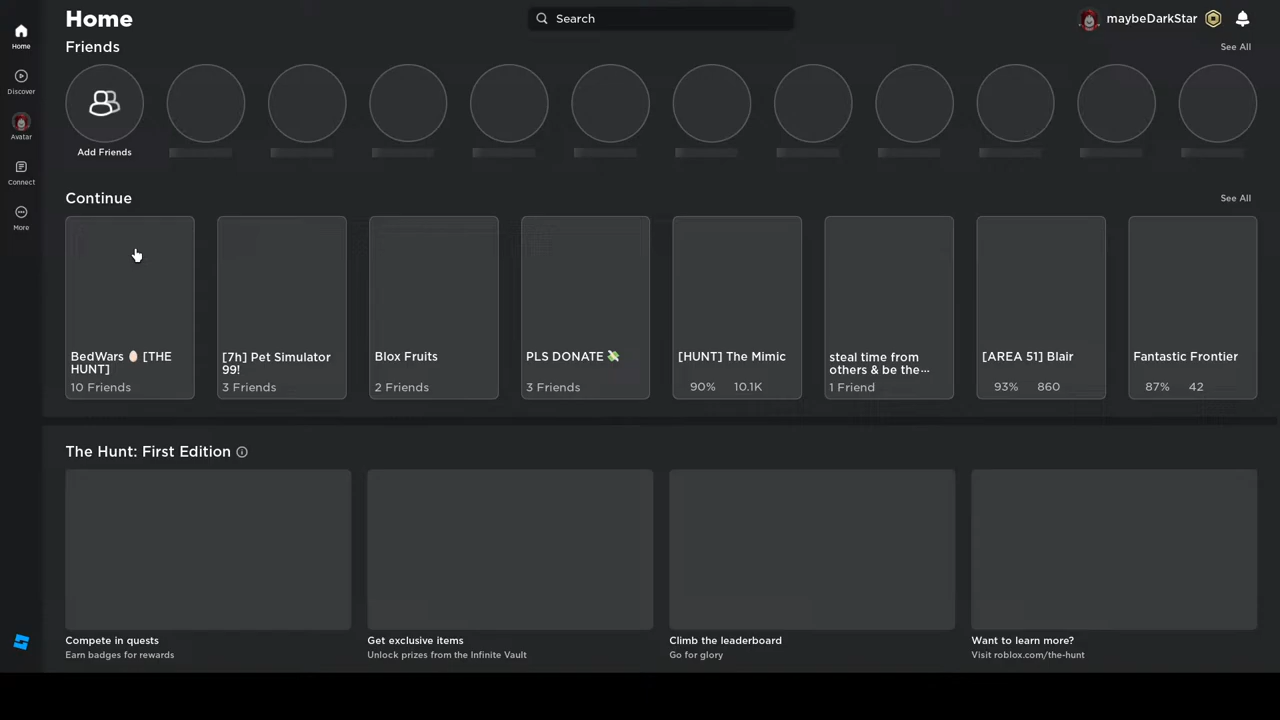 Home
Search
maybeDarkStar
Home
Discover
Avatar
Connect
More
Friends
See All
Add Friends
Continue
See All
BedWars 🥚 [THE
HUNT]
10 Friends
[7h] Pet Simulator
99!
3 Friends
Blox Fruits
2 Friends
PLS DONATE 💸
3 Friends
[HUNT] The Mimic
90% 10.1K
steal time from
others & be the...
1 Friend
[AREA 51] Blair
93% 860
Fantastic Frontier
87% 42
The Hunt: First Edition
Compete in quests
Earn badges for rewards
Get exclusive items
Unlock prizes from the Infinite Vault
Climb the leaderboard
Go for glory
Want to learn more?
Visit roblox.com/the-hunt